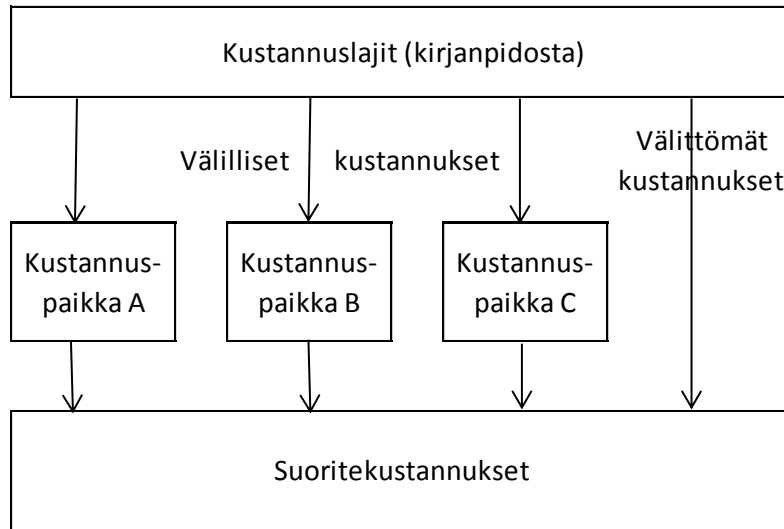 Kustannuslajit (kirjanpidosta)
Välilliset kustannukset
Välittömät
kustannukset
Kustannus-
paikka A
Kustannus-
paikka B
Kustannus-
paikka C
Suoritekustannukset